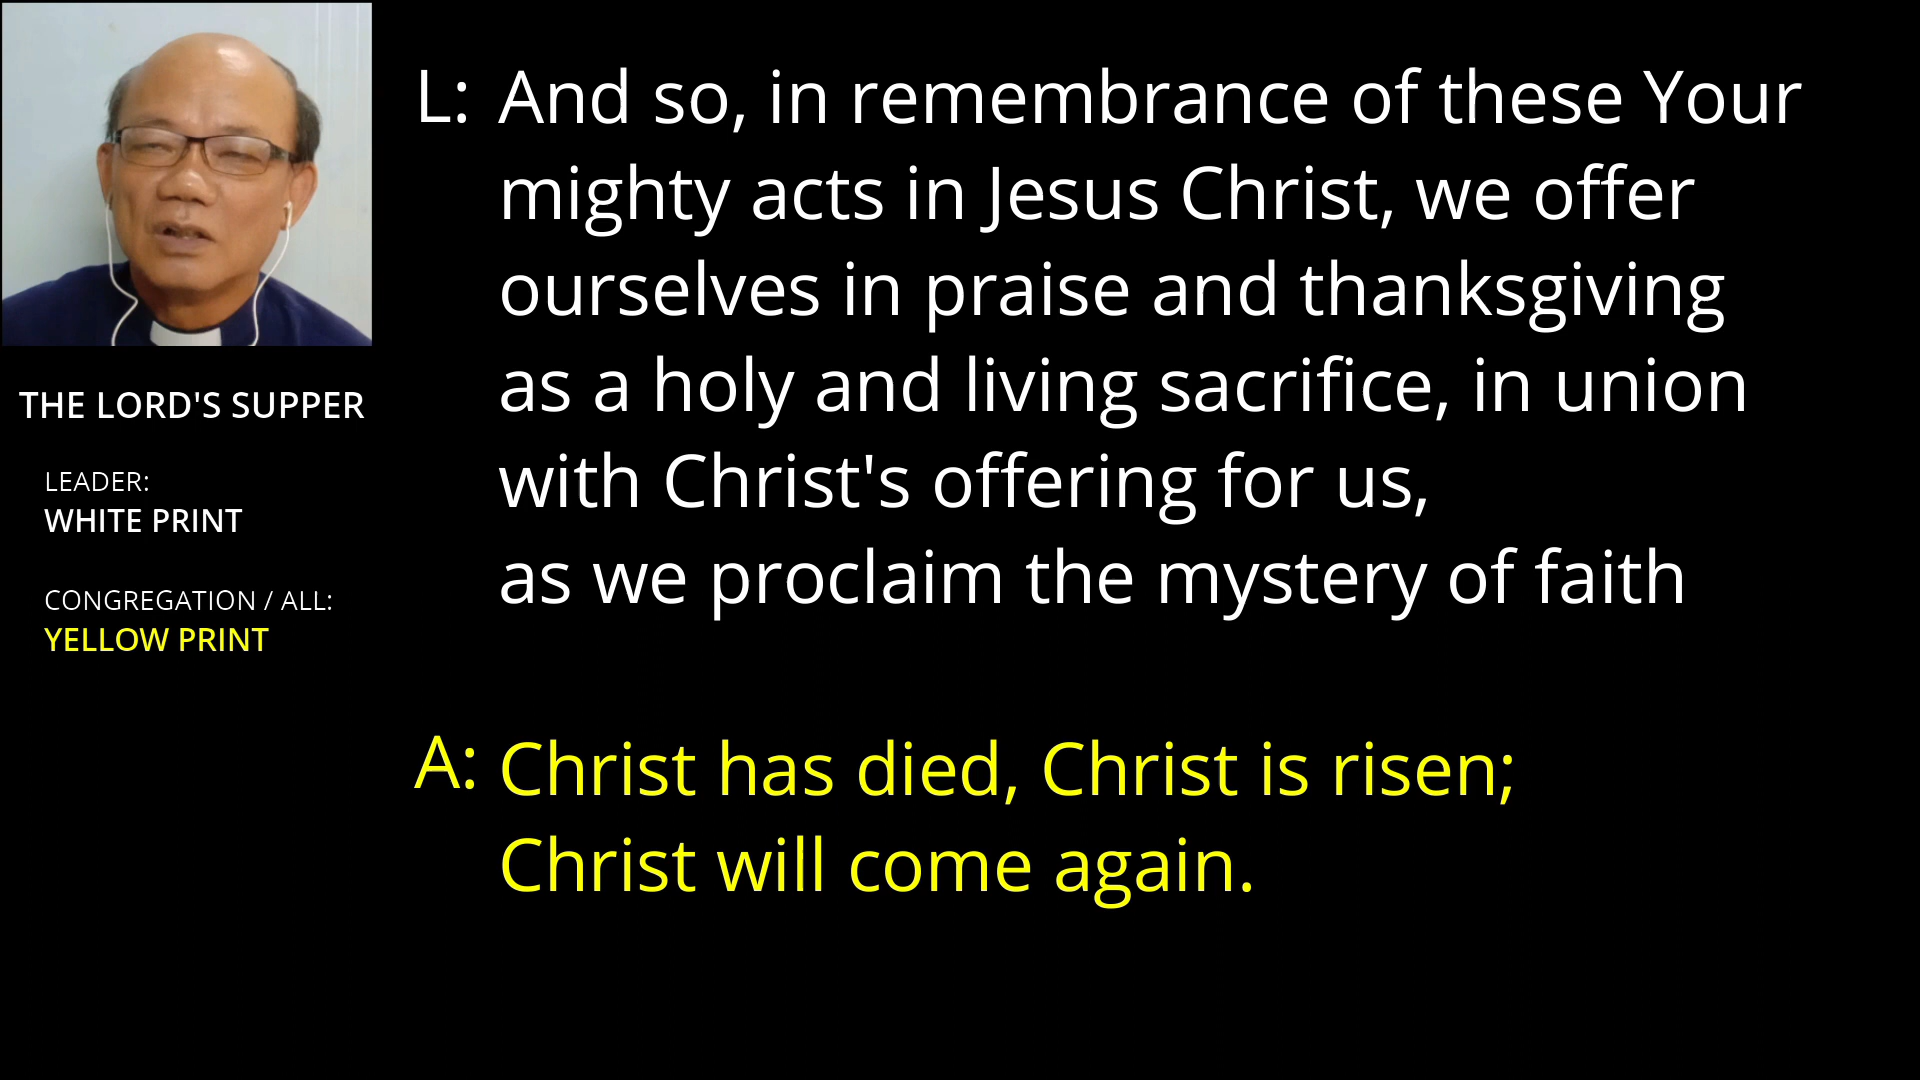 THE LORD'S SUPPER
LEADER:
WHITE PRINT
CONGREGATION / ALL:
YELLOW PRINT
L: And so, in remembrance of these Your
mighty acts in Jesus Christ, we offer
ourselves in praise and thanksgiving
as a holy and living sacrifice, in union
with Christ's offering for us,
as we proclaim the mystery of faith
A: Christ has died, Christ is risen;
Christ will come again.